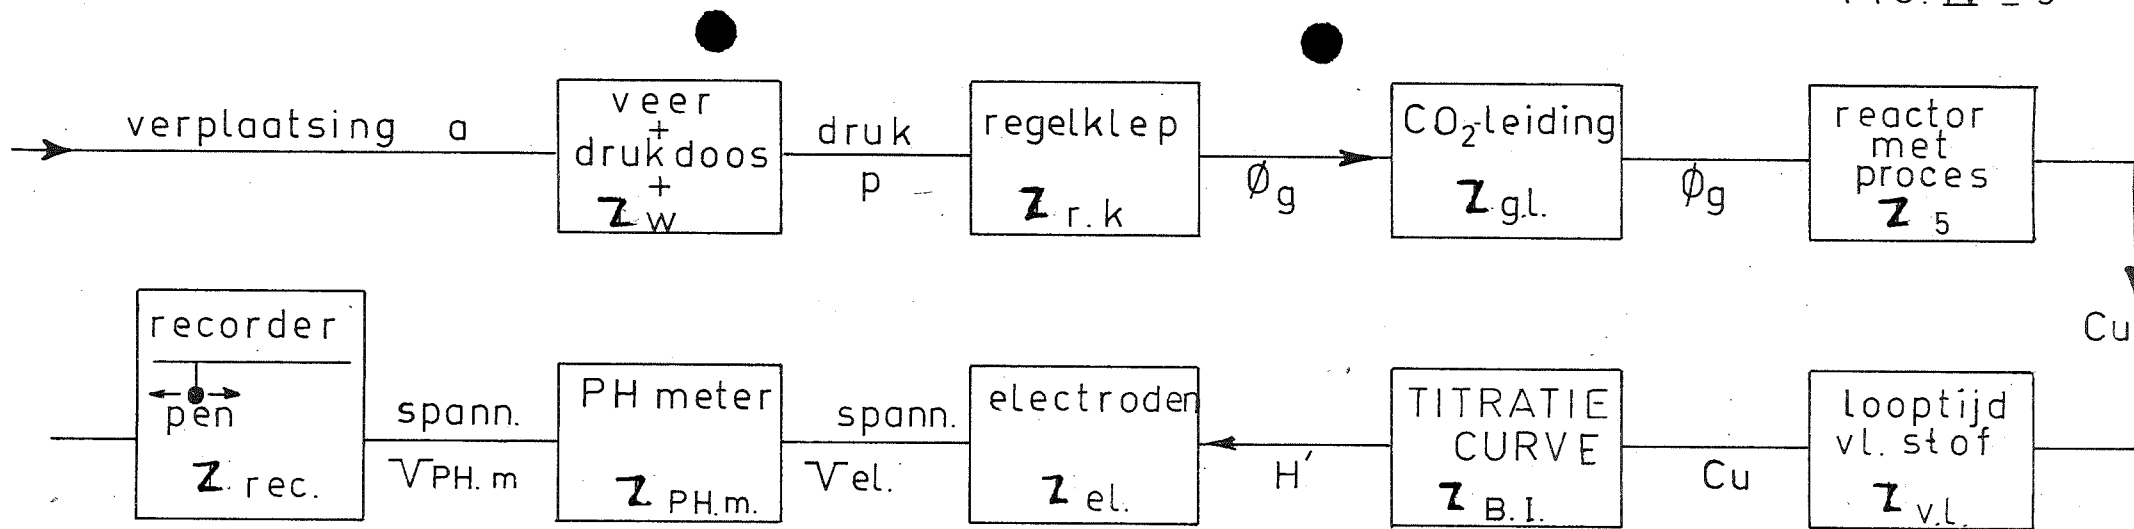 verplaatsing a
veer
+
drukdoos
+
Z w
druk
p
regelklep
Z r.k
Øg
CO₂-leiding
Z g.l.
Øg
reactor
met
proces
Z 5
Cu
looptijd
vl. stof
Z v.l.
Cu
TITRATIE
CURVE
Z B.I.
H'
electroden
Z el.
spann.
Vel.
PH meter
Z PH.m.
spann.
VPH.m
recorder
pen
Z rec.